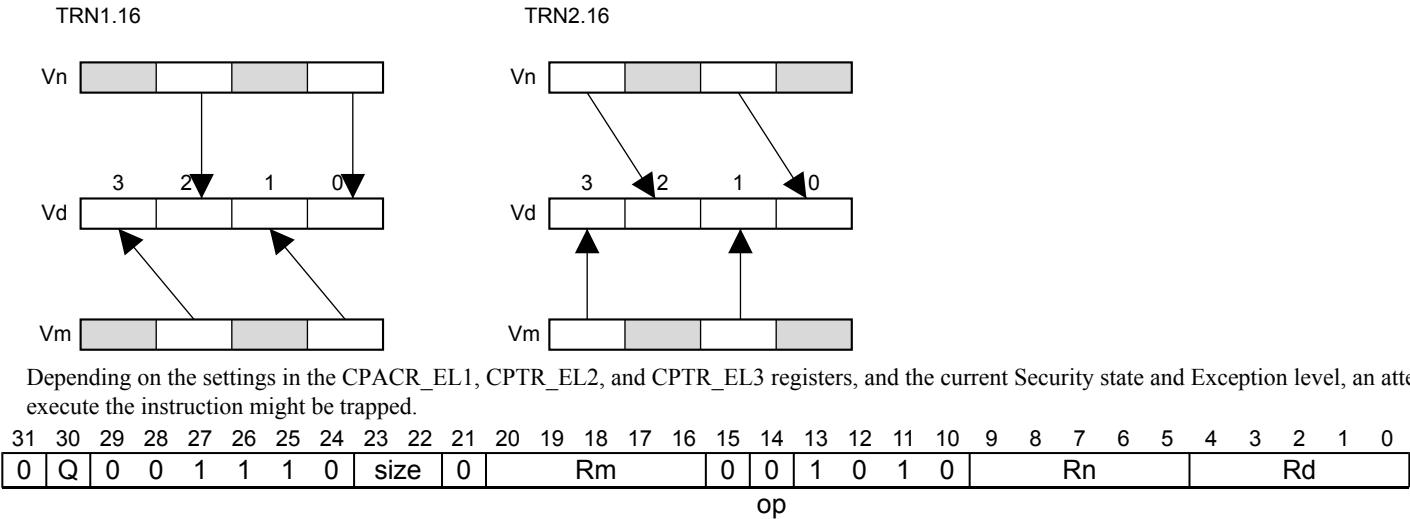 TRN1.16 TRN2.16
Vn Vn
3 2 1 0 3 2 1 0
Vd Vd
Vm Vm
Depending on the settings in the CPACR_EL1, CPTR_EL2, and CPTR_EL3 registers, and the current Security state and Exception level, an atte
execute the instruction might be trapped.
31 30 29 28 27 26 25 24 23 22 21 20 19 18 17 16 15 14 13 12 11 10 9 8 7 6 5 4 3 2 1 0
0 Q 0 0 1 1 1 0 size 0 Rm 0 0 1 0 1 0 Rn Rd
op